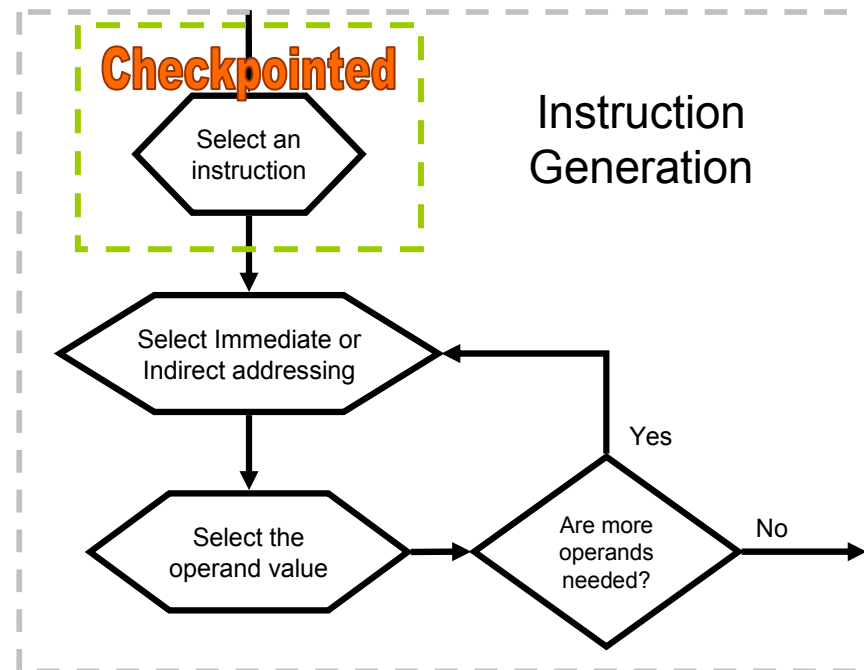 Checkpointed
Instruction
Generation
Select an
instruction
Select Immediate or
Indirect addressing
Yes
Select the
operand value
Are more
operands
needed?
No